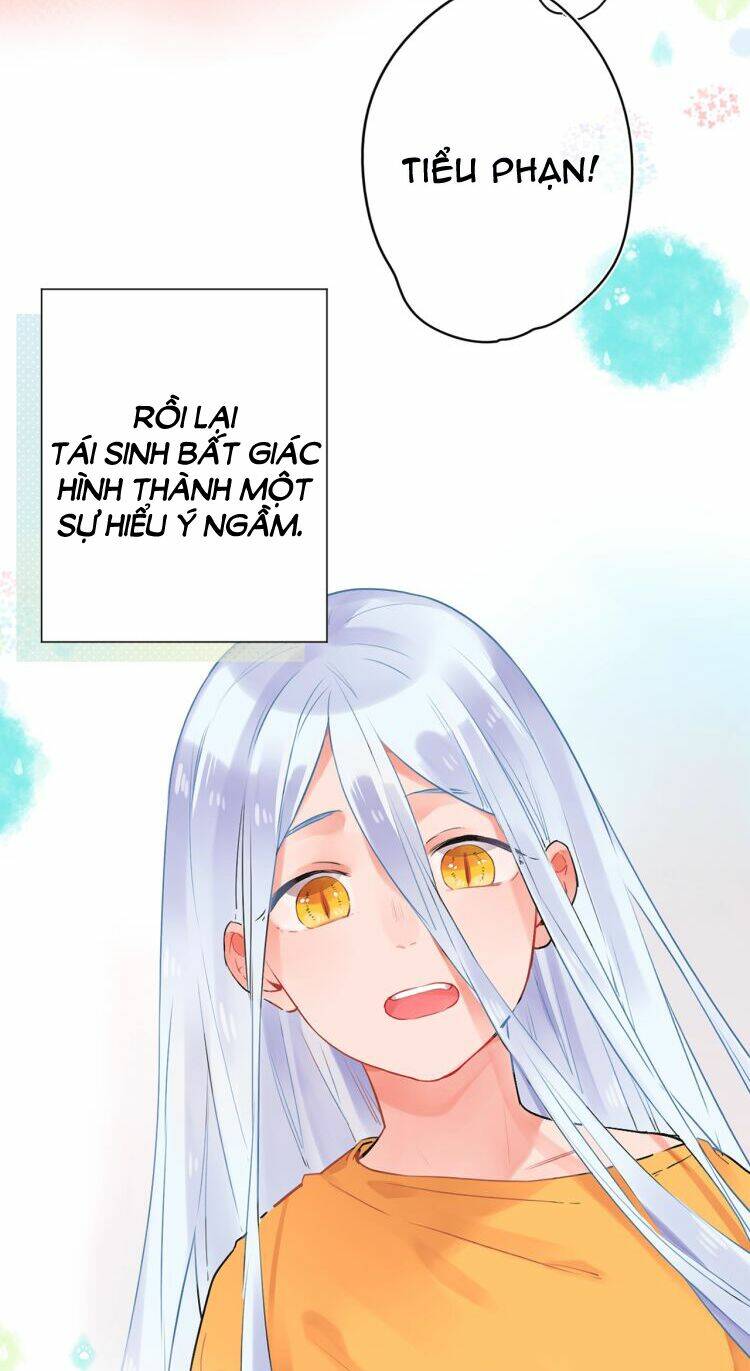 TIỂU PHẠN!
RỒI LẠI
TÁI SINH BẤT GIÁC
HÌNH THÀNH MỘT
SỰ HIỂU Ý NGẦM.